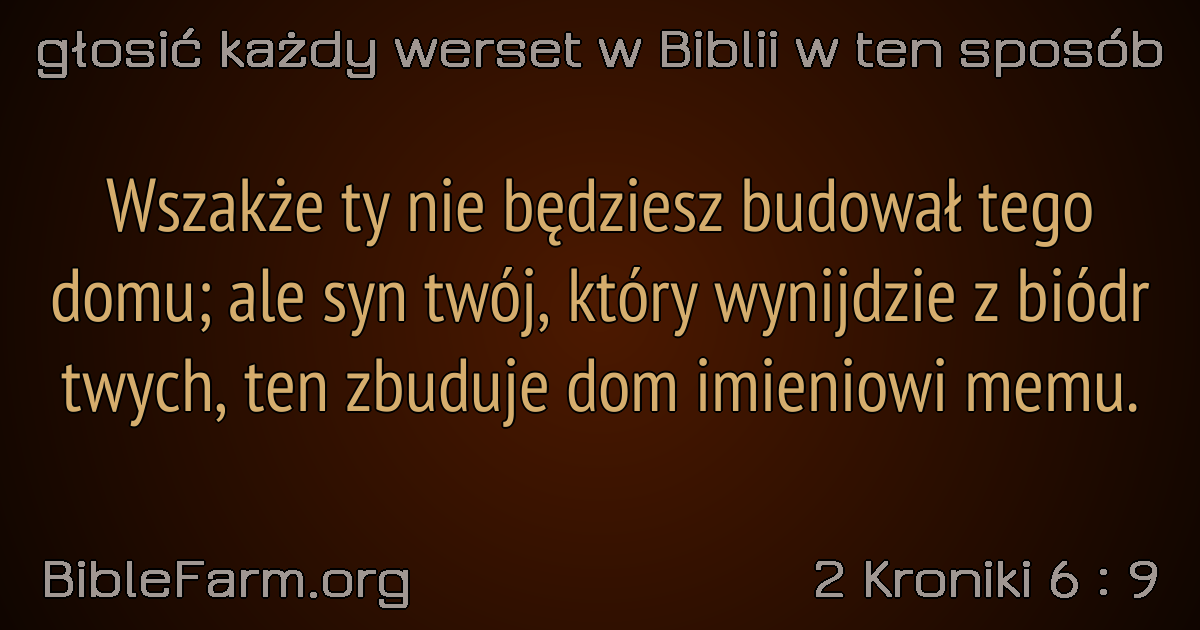 głosić każdy werset w Biblii w ten sposób
Wszakże ty nie będziesz budował tego
domu; ale syn twój, który wynijdzie z biódr
twych, ten zbuduje dom imieniowi memu.
BibleFarm.org
2 Kroniki 6 : 9